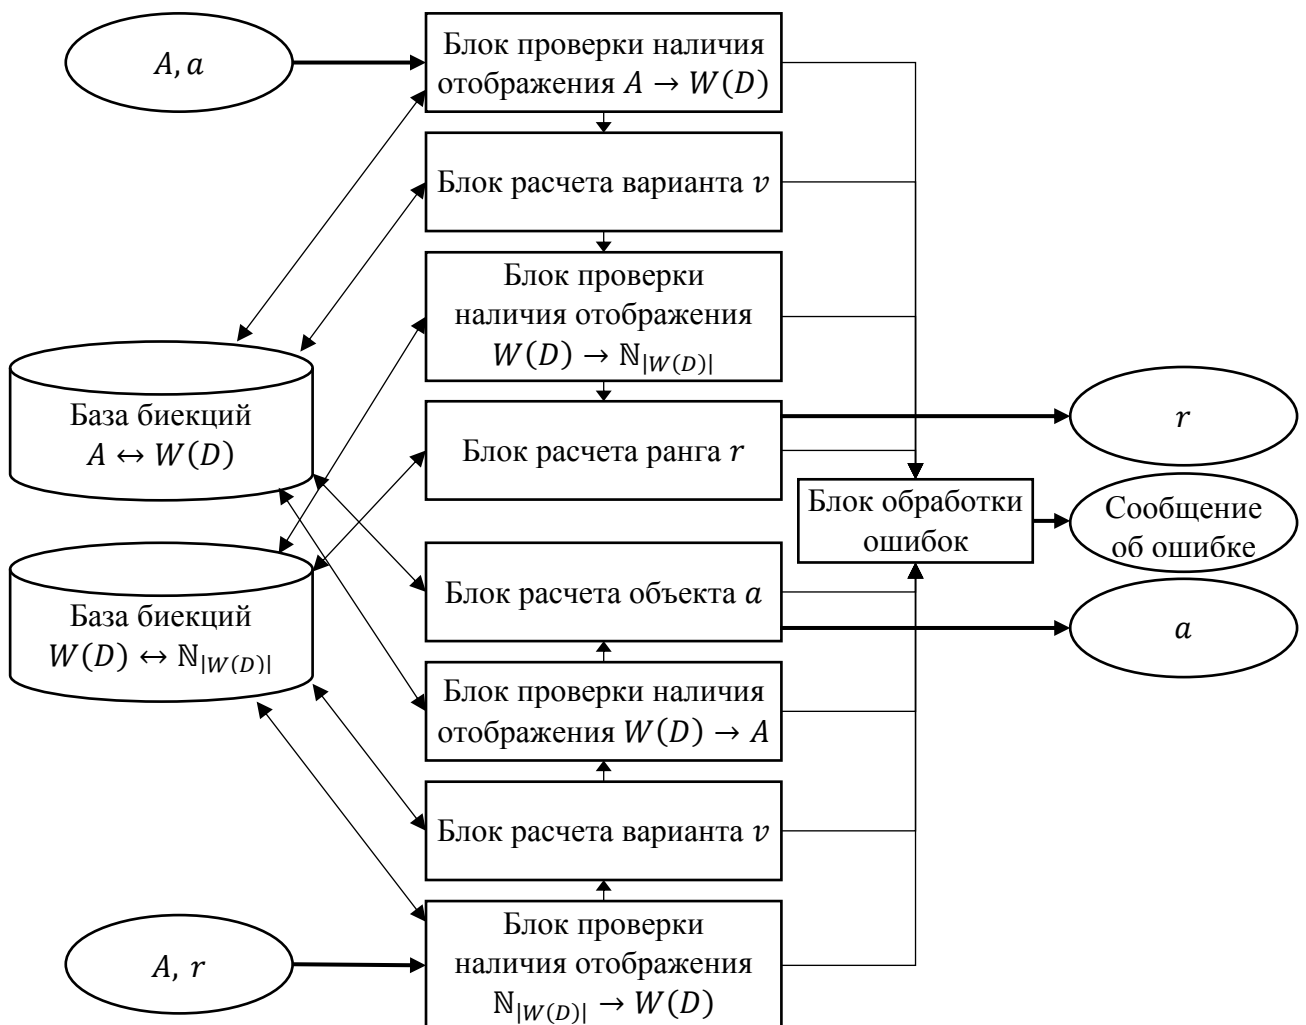 A, a
Блок проверки наличия
отображения A → W(D)
Блок расчета варианта v
Блок проверки
наличия отображения
W(D) → ℕ|W(D)|
База биекций
A ↔ W(D)
Блок расчета ранга r
r
Блок обработки
ошибок
Сообщение
об ошибке
База биекций
W(D) ↔ ℕ|W(D)|
Блок расчета объекта a
a
Блок проверки наличия
отображения W(D) → A
Блок расчета варианта v
A, r
Блок проверки
наличия отображения
ℕ|W(D)| → W(D)